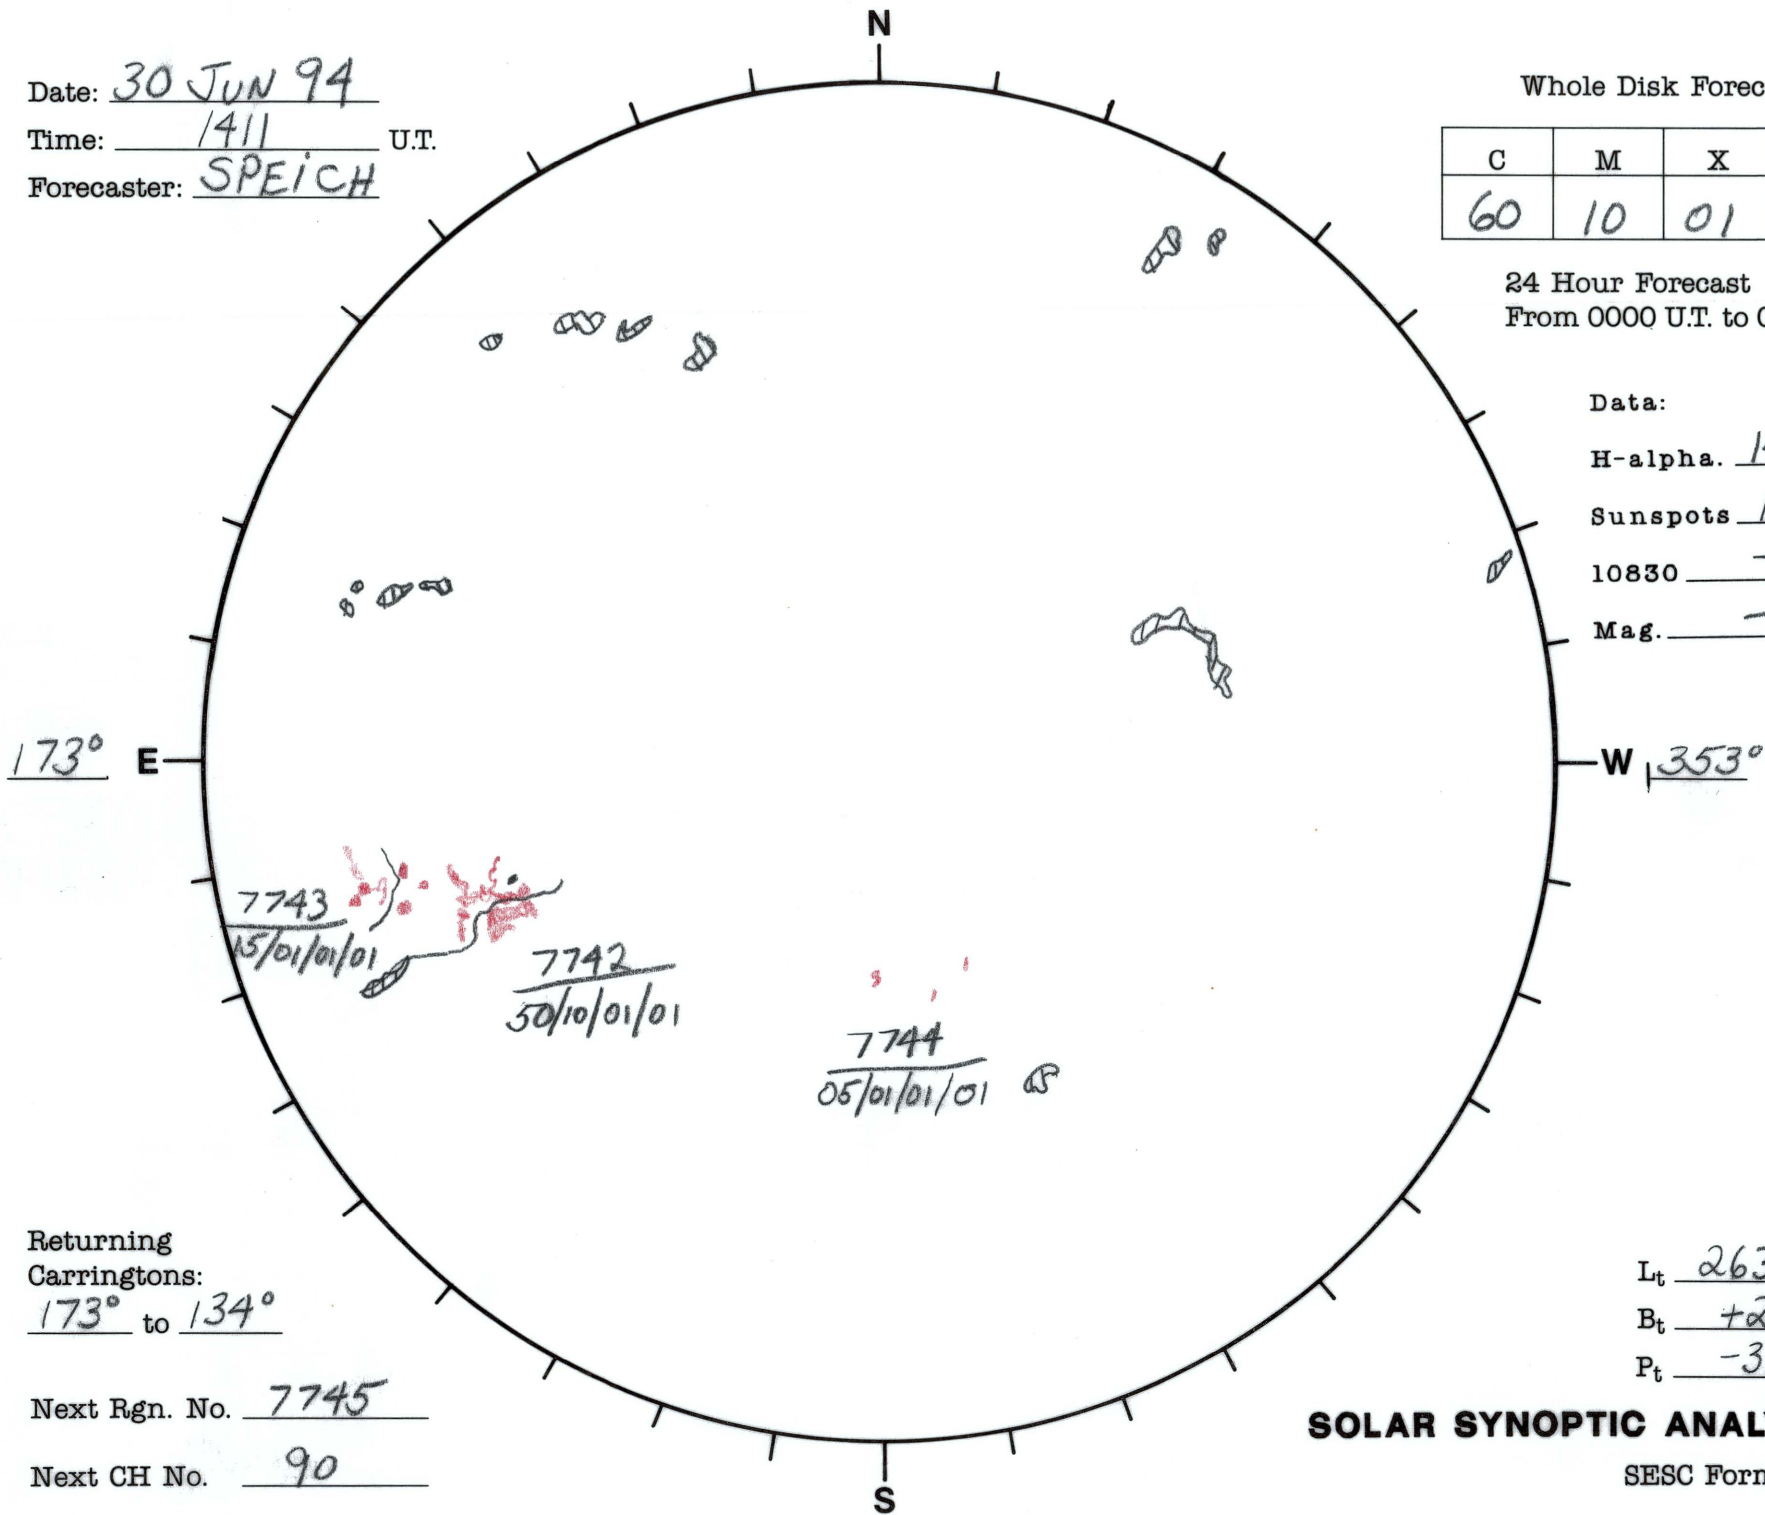 N
Date: 30 JUN 94
Time: 1411 U.T.
Forecaster: SPEICH
Whole Disk Forec
C M X
60 10 01
24 Hour Forecast
From 0000 U.T. to
Data:
H-alpha.
Sunspots
10830
Mag.
173° E
W 353°
7743
15/01/01/01
7742
50/10/01/01
7744
05/01/01/01
Returning
Carringtons:
173° to 134°
Next Rgn. No. 7745
Next CH No. 90
Lt 263
Bt +2
Pt -3
SOLAR SYNOPTIC ANAL
SESC Form
S